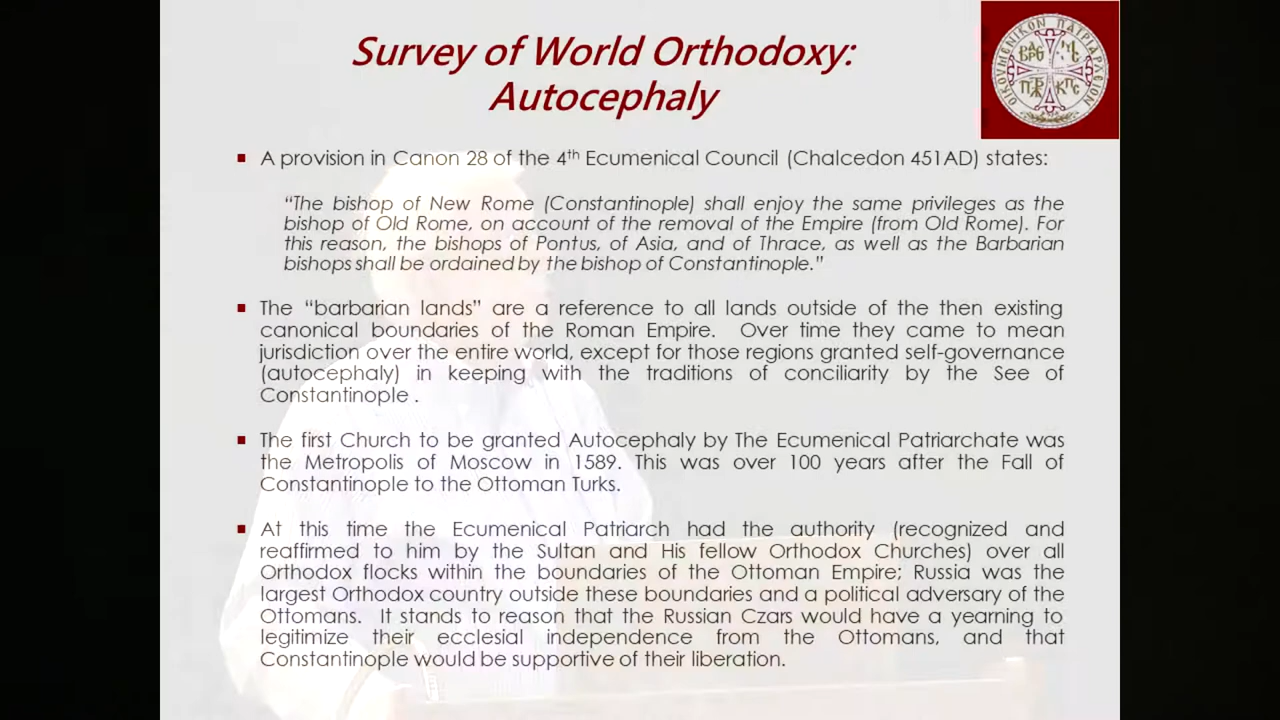 Survey of World Orthodoxy:
Autocephaly
ΟΙΚΟΥΜΕΝΙΚΟΝ ΠΑΤΡΙΑΡΧΕΙΟΝ
▪ A provision in Canon 28 of the 4th Ecumenical Council (Chalcedon 451AD) states:
“The bishop of New Rome (Constantinople) shall enjoy the same privileges as the
bishop of Old Rome, on account of the removal of the Empire (from Old Rome). For
this reason, the bishops of Pontus, of Asia, and of Thrace, as well as the Barbarian
bishops shall be ordained by the bishop of Constantinople.”
▪ The “barbarian lands” are a reference to all lands outside of the then existing
canonical boundaries of the Roman Empire. Over time they came to mean
jurisdiction over the entire world, except for those regions granted self-governance
(autocephaly) in keeping with the traditions of conciliarity by the See of
Constantinople .
▪ The first Church to be granted Autocephaly by The Ecumenical Patriarchate was
the Metropolis of Moscow in 1589. This was over 100 years after the Fall of
Constantinople to the Ottoman Turks.
▪ At this time the Ecumenical Patriarch had the authority (recognized and
reaffirmed to him by the Sultan and His fellow Orthodox Churches) over all
Orthodox flocks within the boundaries of the Ottoman Empire; Russia was the
largest Orthodox country outside these boundaries and a political adversary of the
Ottomans. It stands to reason that the Russian Czars would have a yearning to
legitimize their ecclesial independence from the Ottomans, and that
Constantinople would be supportive of their liberation.